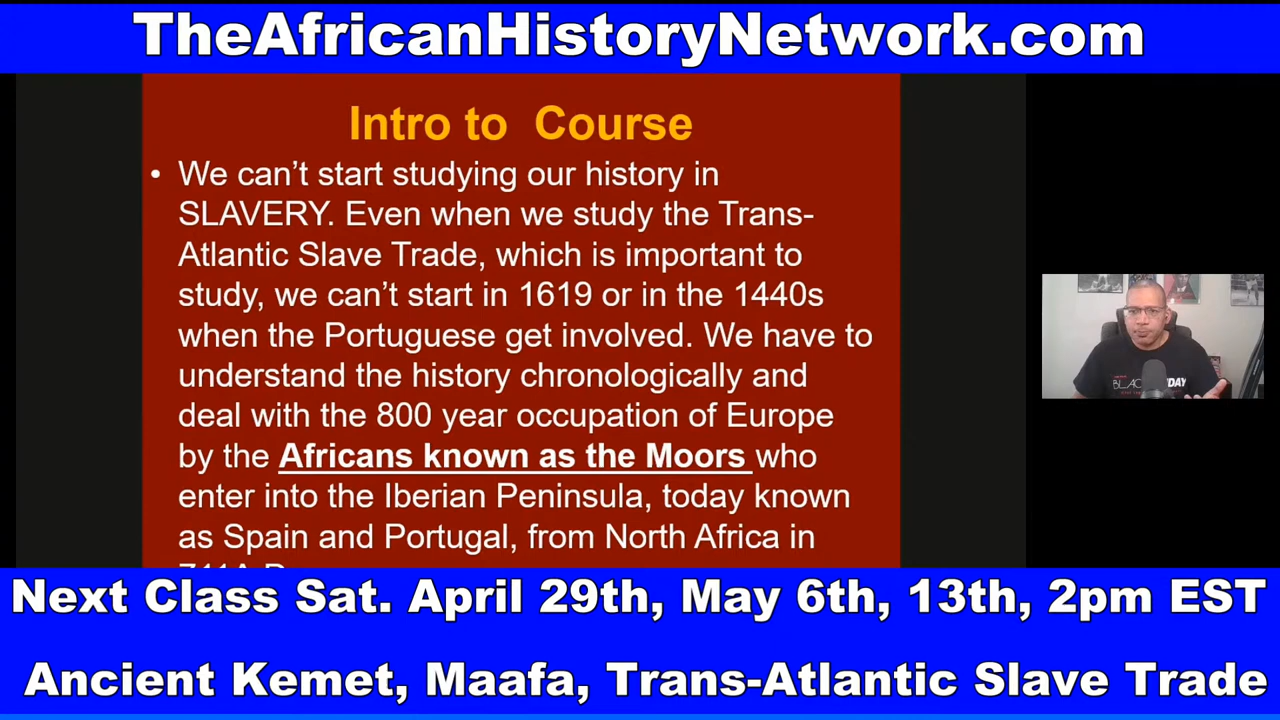 TheAfricanHistoryNetwork.com
Intro to Course
• We can't start studying our history in
SLAVERY. Even when we study the Trans-
Atlantic Slave Trade, which is important to
study, we can't start in 1619 or in the 1440s
when the Portuguese get involved. We have to
understand the history chronologically and
deal with the 800 year occupation of Europe
by the Africans known as the Moors who
enter into the Iberian Peninsula, today known
as Spain and Portugal, from North Africa in
Next Class Sat. April 29th, May 6th, 13th, 2pm EST
Ancient Kemet, Maafa, Trans-Atlantic Slave Trade